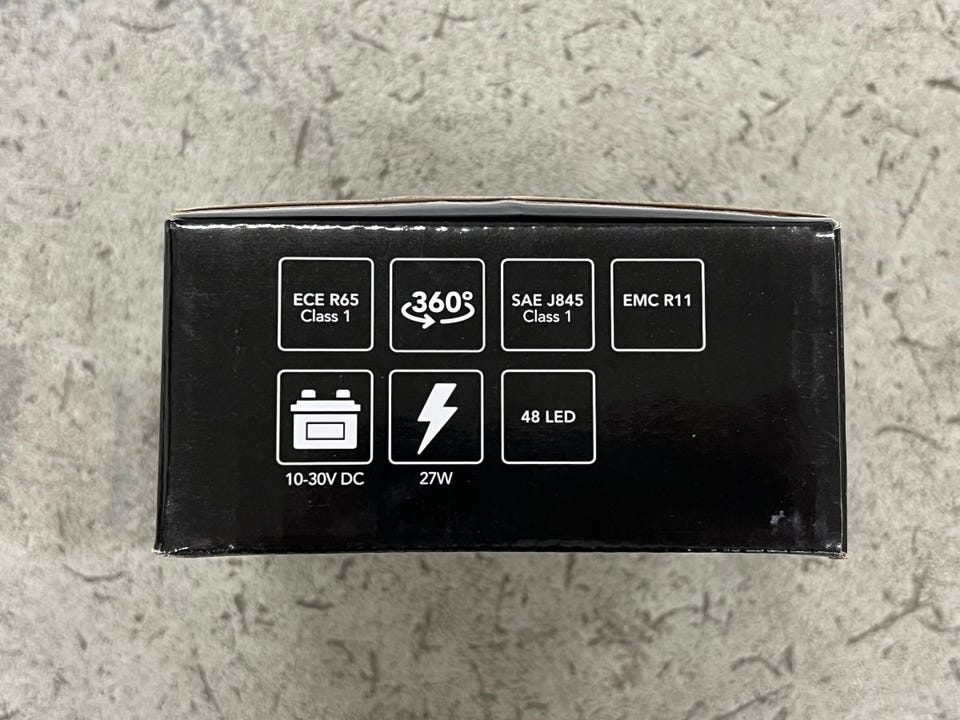 ECE R65
Class 1
360°
SAE J845
Class 1
EMC R11
48 LED
10-30V DC
27W